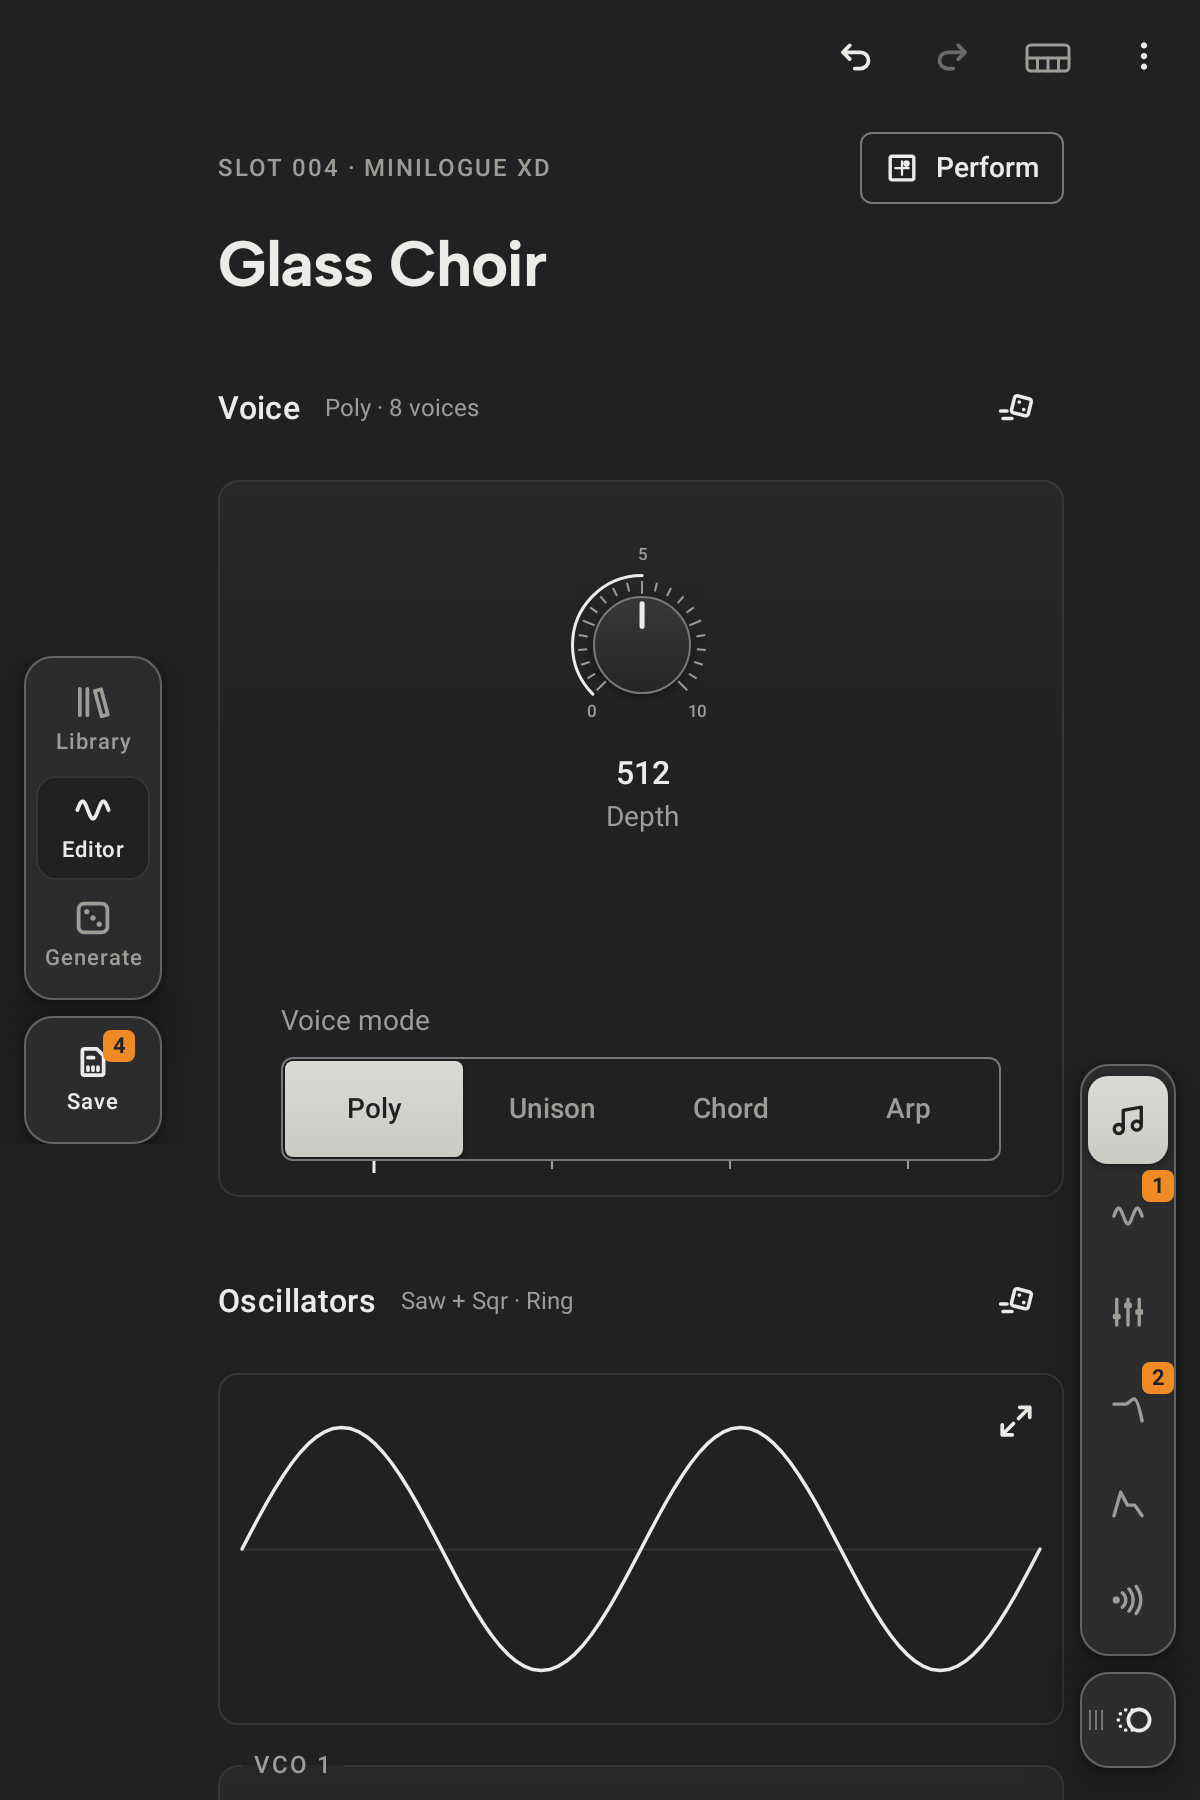 SLOT 004 · MINILOGUE XD
Perform
Glass Choir
Voice Poly · 8 voices
5
0 10
512
Depth
Library
Editor
Generate
4
Save
Voice mode
Poly Unison Chord Arp
1
2
Oscillators Saw + Sqr · Ring
VCO 1